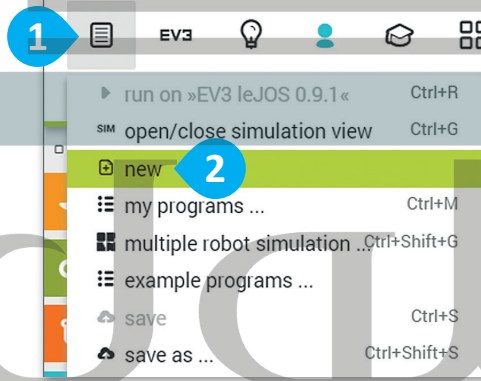 1
EV3
run on »EV3 leJOS 0.9.1« Ctrl+R
SIM open/close simulation view Ctrl+G
new 2
my programs ... Ctrl+M
multiple robot simulation ... Ctrl+Shift+G
example programs ...
save Ctrl+S
save as ... Ctrl+Shift+S